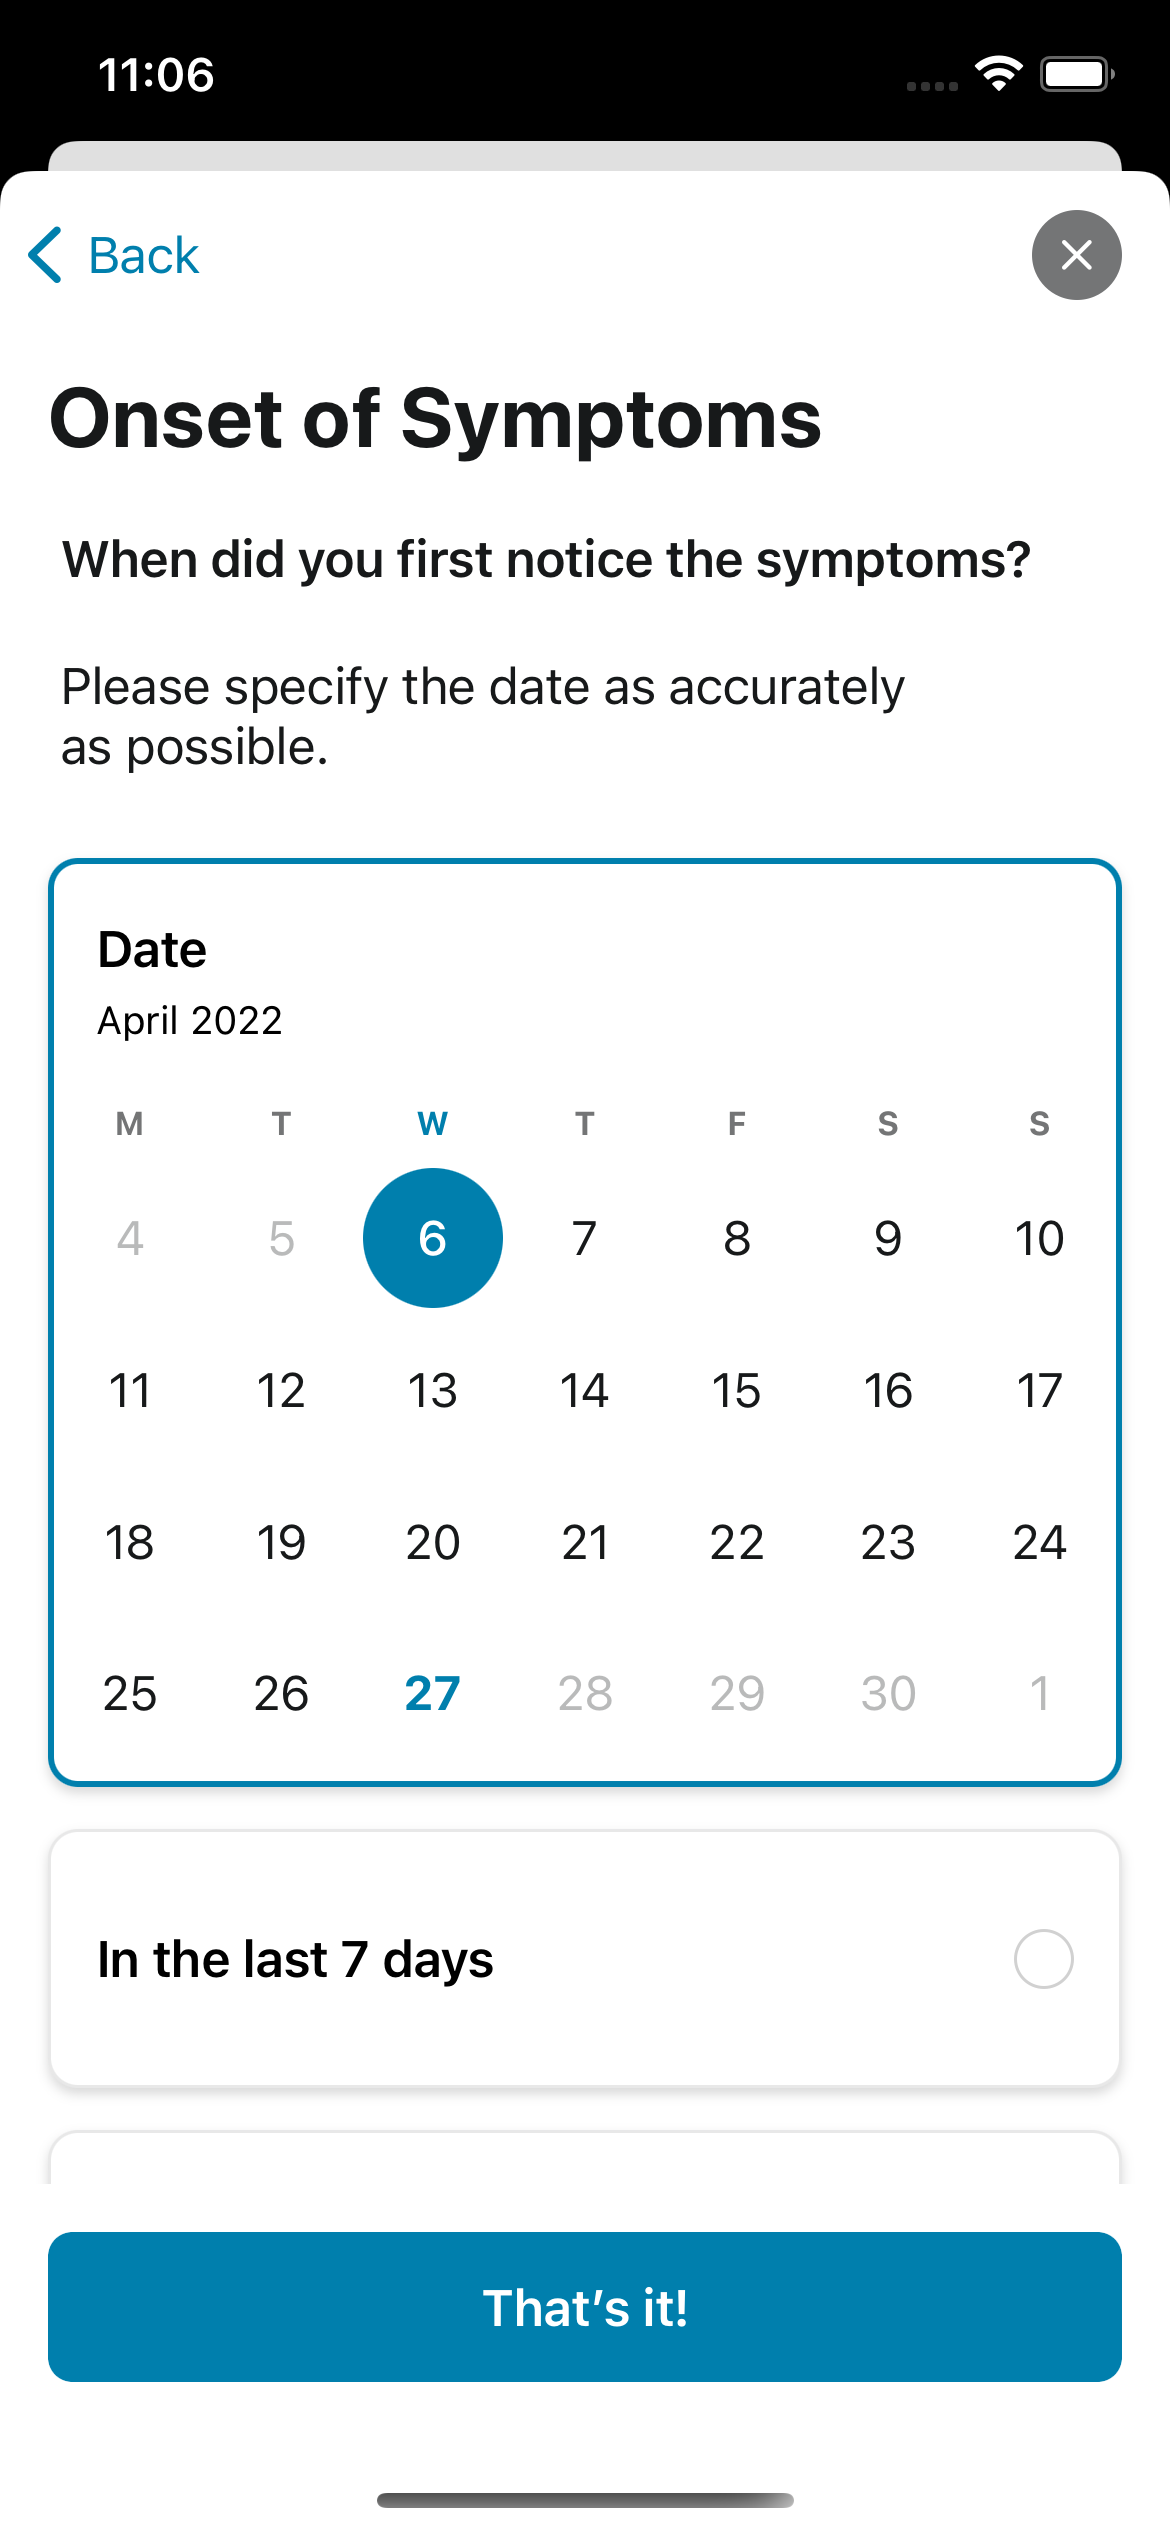 11:06
Back
Onset of Symptoms
When did you first notice the symptoms?
Please specify the date as accurately
as possible.
Date
April 2022
M T W T F S S
4 5 6 7 8 9 10
11 12 13 14 15 16 17
18 19 20 21 22 23 24
25 26 27 28 29 30 1
In the last 7 days
That’s it!